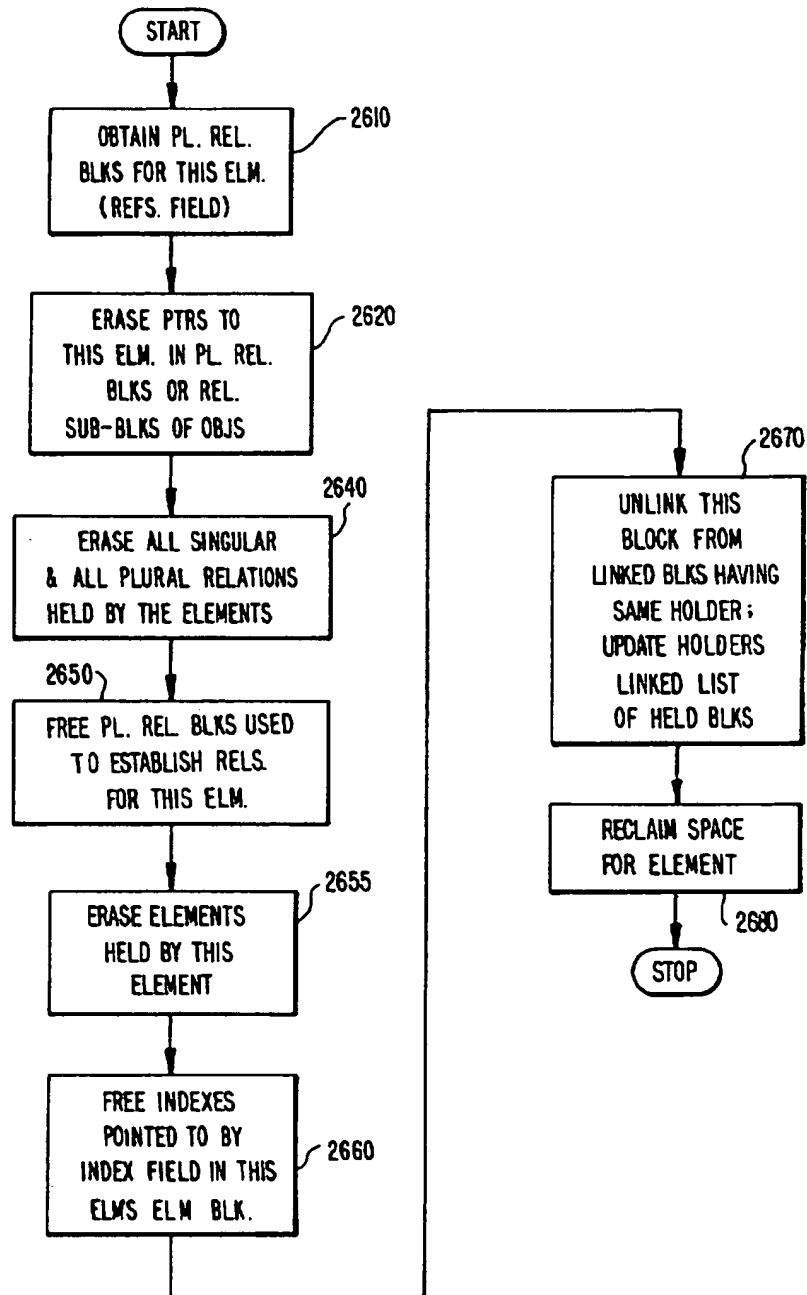 START
2610
OBTAIN PL. REL.
BLKS FOR THIS ELM.
(REFS. FIELD)
2620
ERASE PTRS TO
THIS ELM. IN PL. REL.
BLKS OR REL.
SUB-BLKS OF OBJS
2640
ERASE ALL SINGULAR
& ALL PLURAL RELATIONS
HELD BY THE ELEMENTS
2650
FREE PL. REL. BLKS USED
TO ESTABLISH RELS.
FOR THIS ELM.
2655
ERASE ELEMENTS
HELD BY THIS
ELEMENT
2660
FREE INDEXES
POINTED TO BY
INDEX FIELD IN THIS
ELM'S ELM BLK.
2670
UNLINK THIS
BLOCK FROM
LINKED BLKS HAVING
SAME HOLDER;
UPDATE HOLDERS
LINKED LIST
OF HELD BLKS
RECLAIM SPACE
FOR ELEMENT
2680
STOP